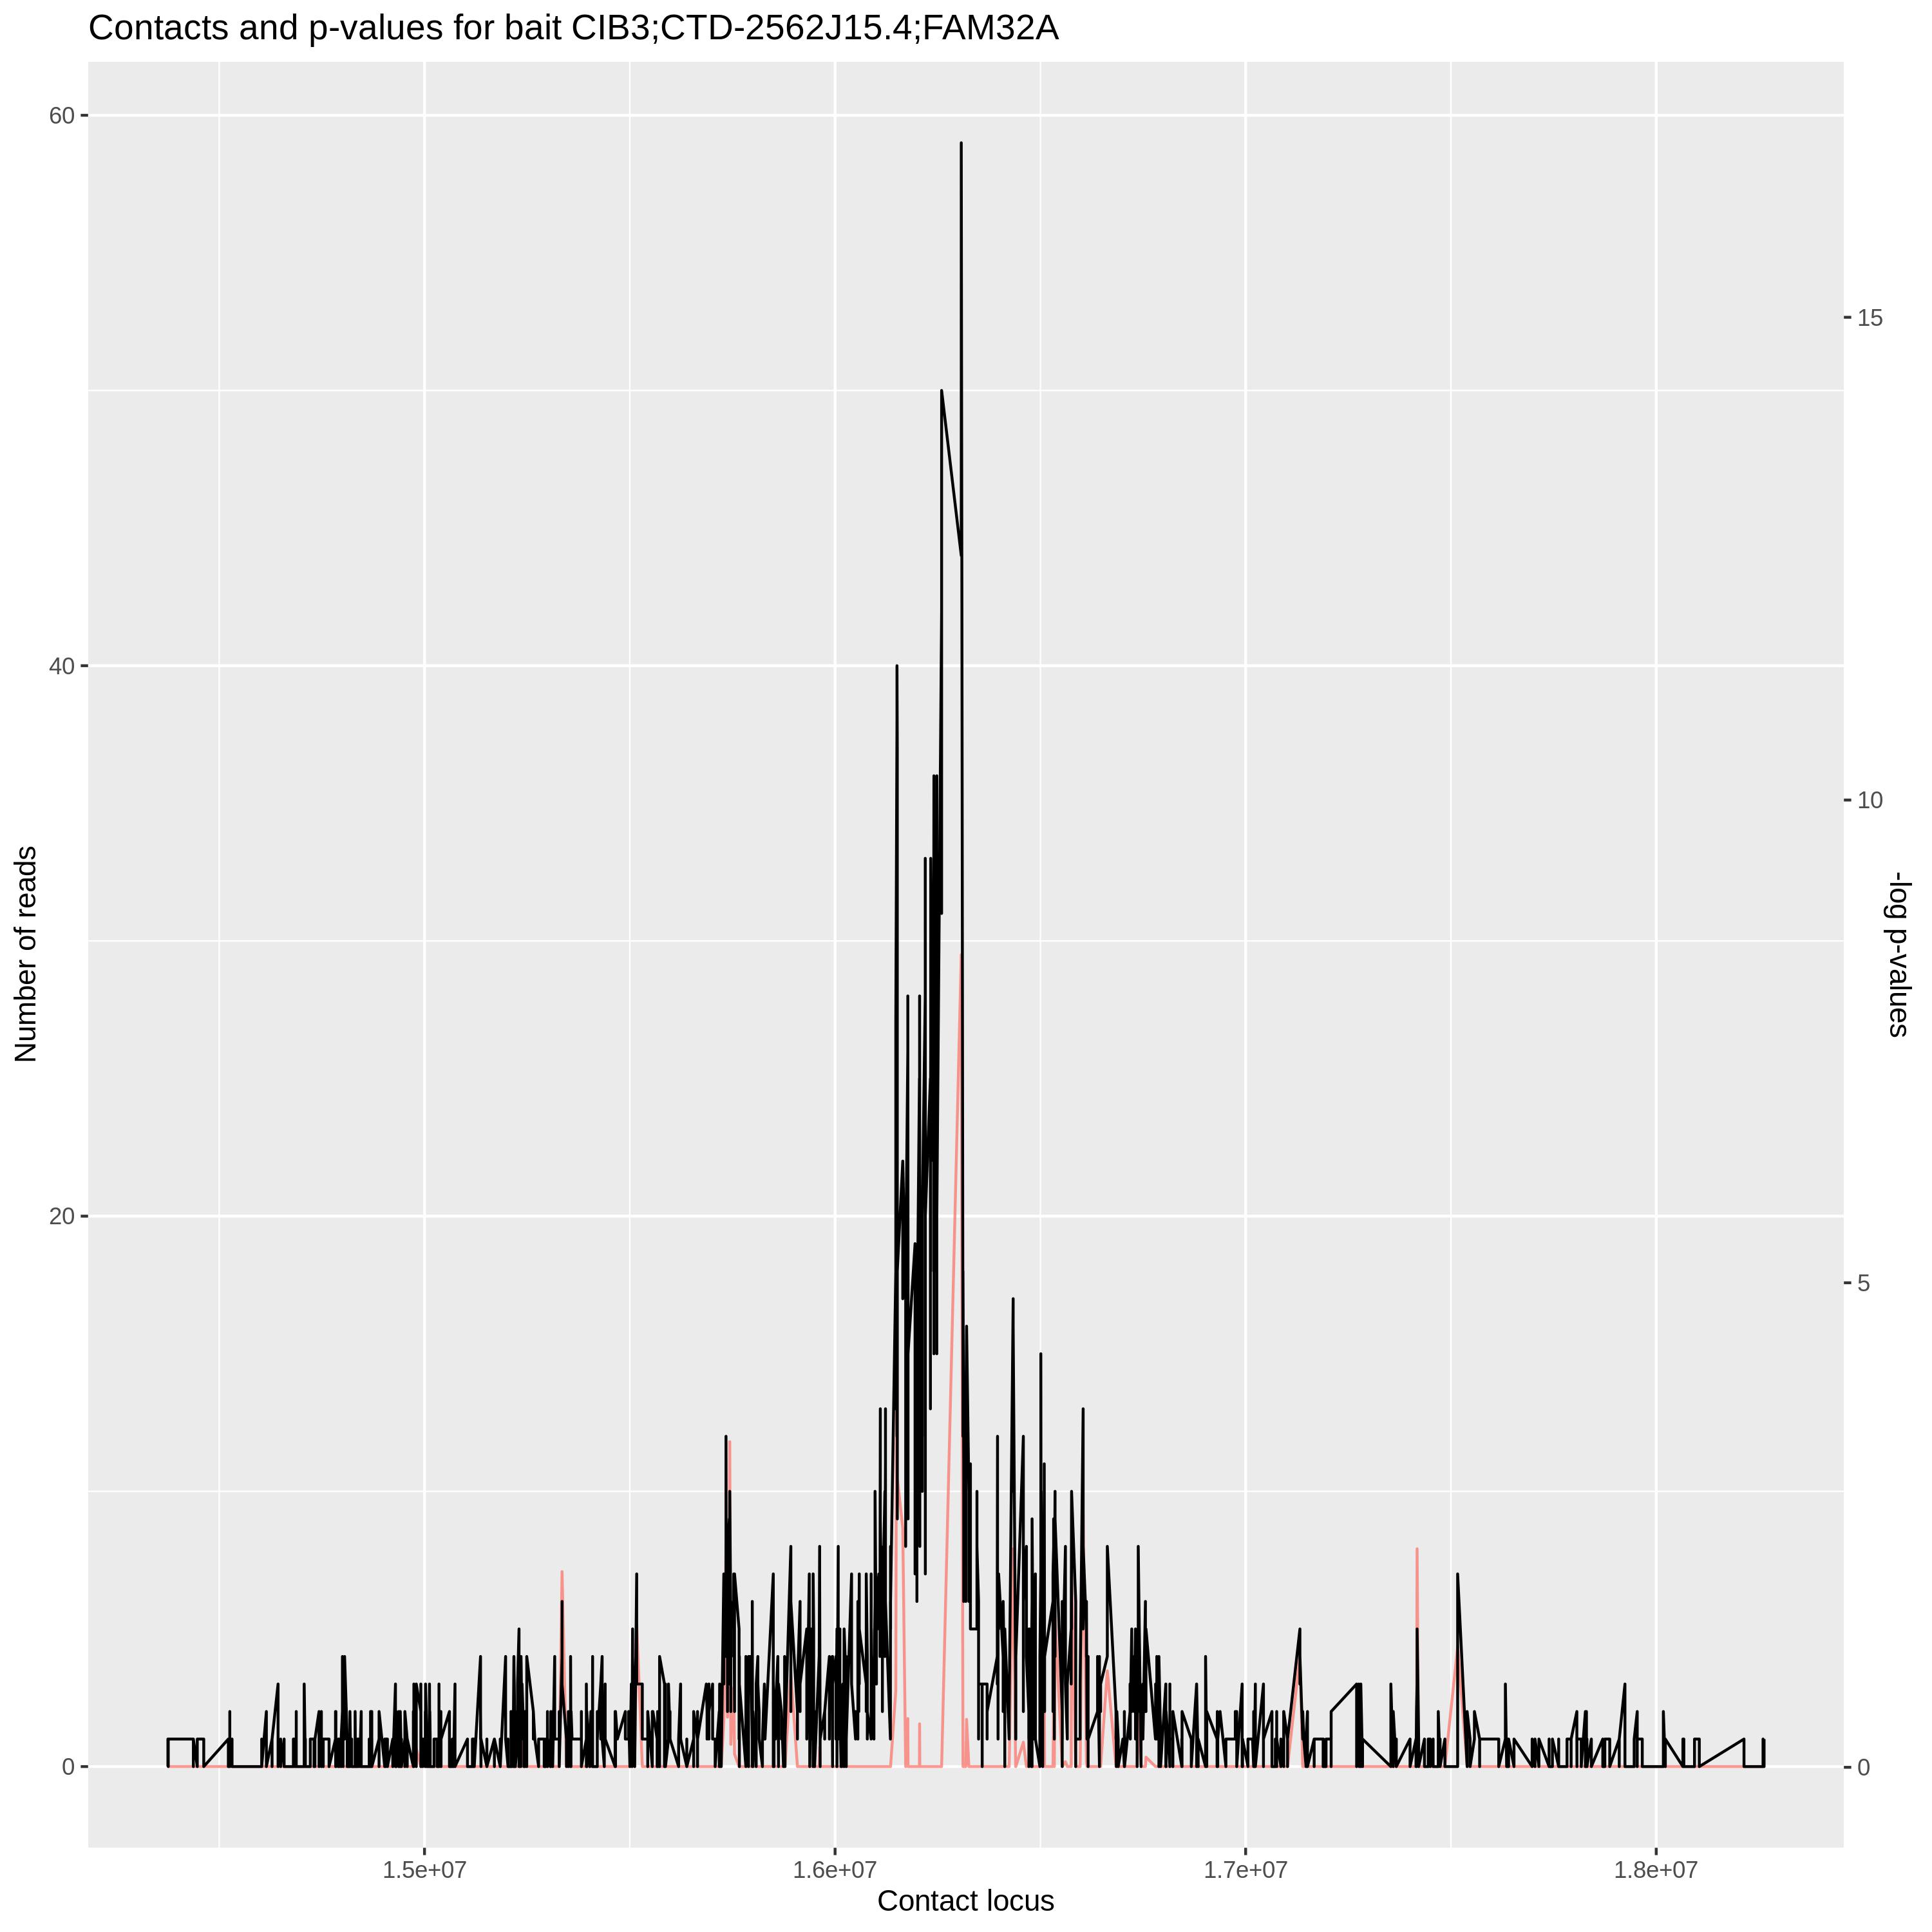 Contacts and p-values for bait CIB3;CTD-2562J15.4;FAM32A
60
40
20
0
Number of reads
15
10
5
0
-log p-values
1.5e+07
1.6e+07
1.7e+07
1.8e+07
Contact locus